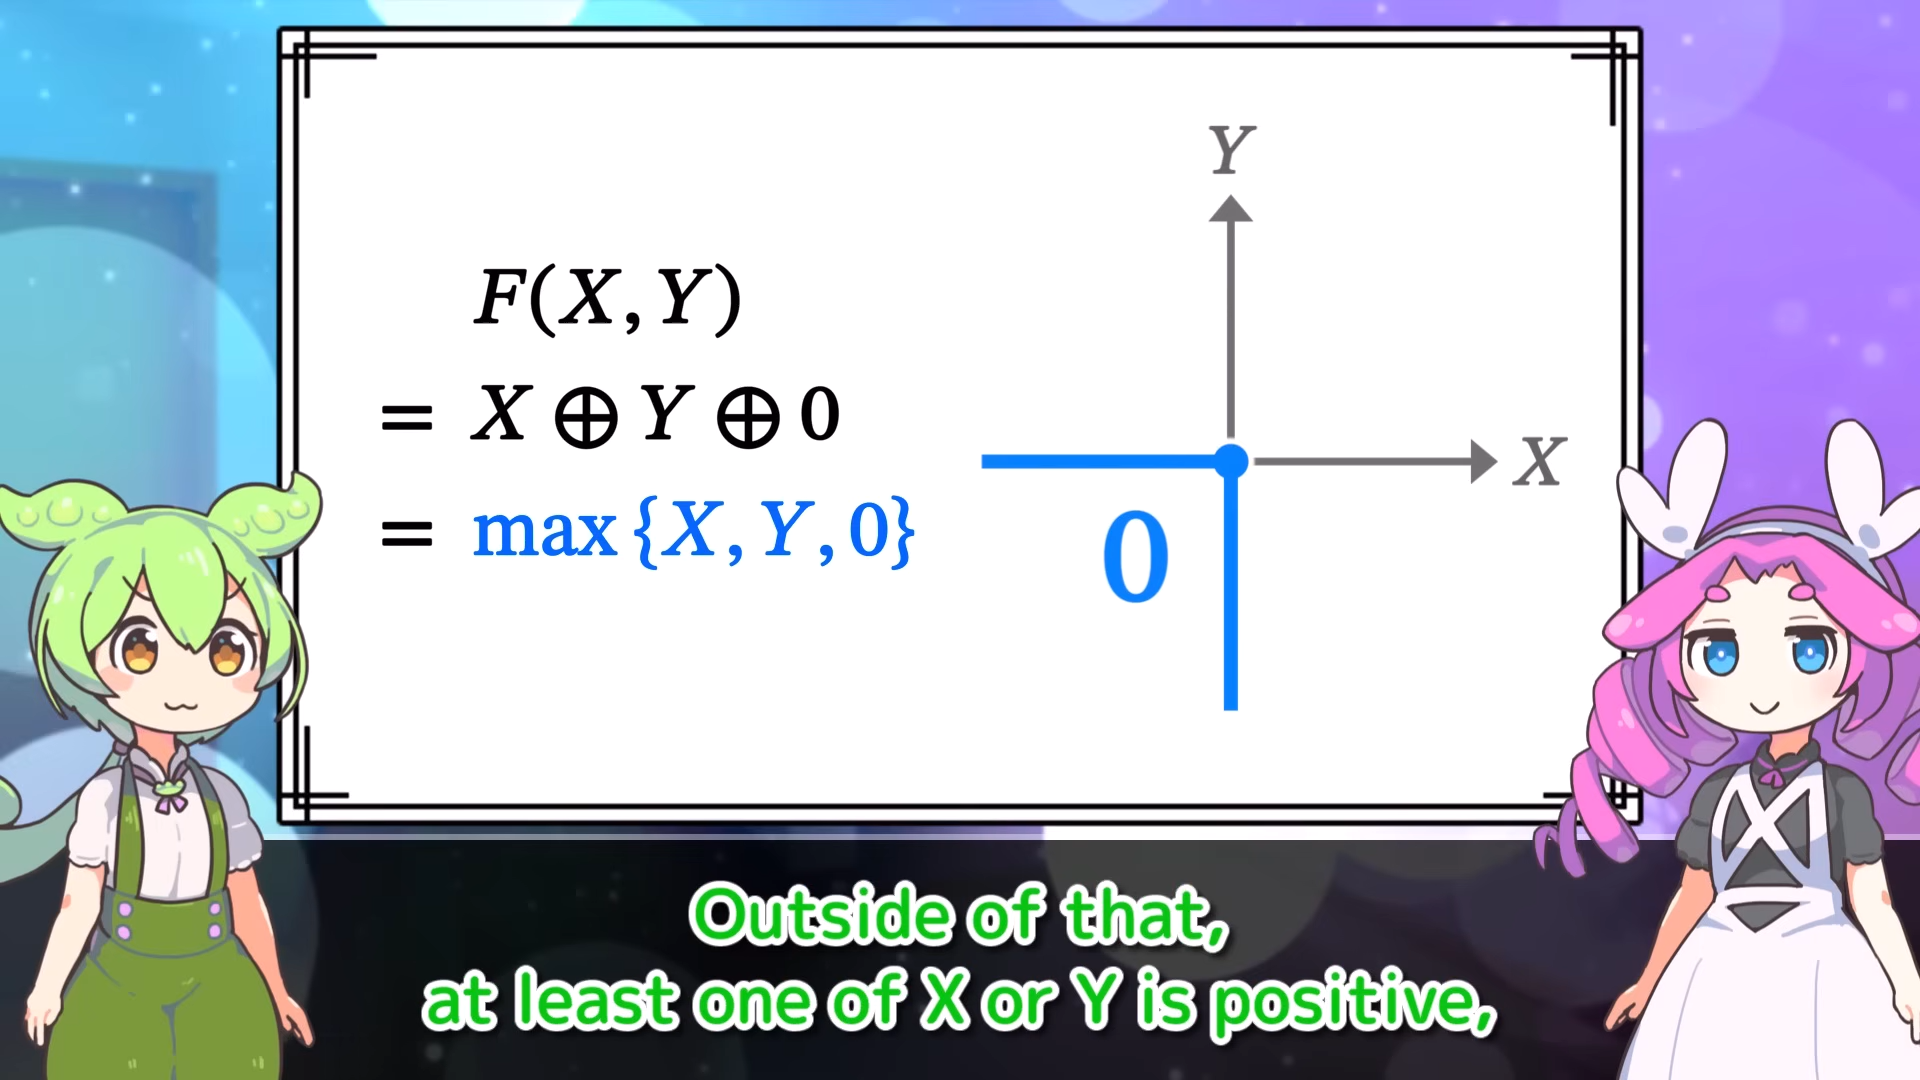 F(X, Y)
= X ⊕ Y ⊕ 0
= max {X, Y, 0}
Y
X
0
Outside of that,
at least one of X or Y is positive,